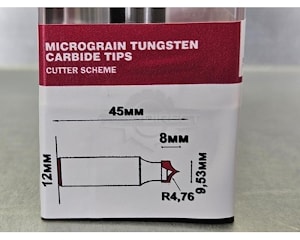 MICROGRAIN TUNGSTEN
CARBIDE TIPS
CUTTER SCHEME
45мм
8мм
12мм
9,53мм
R4,76